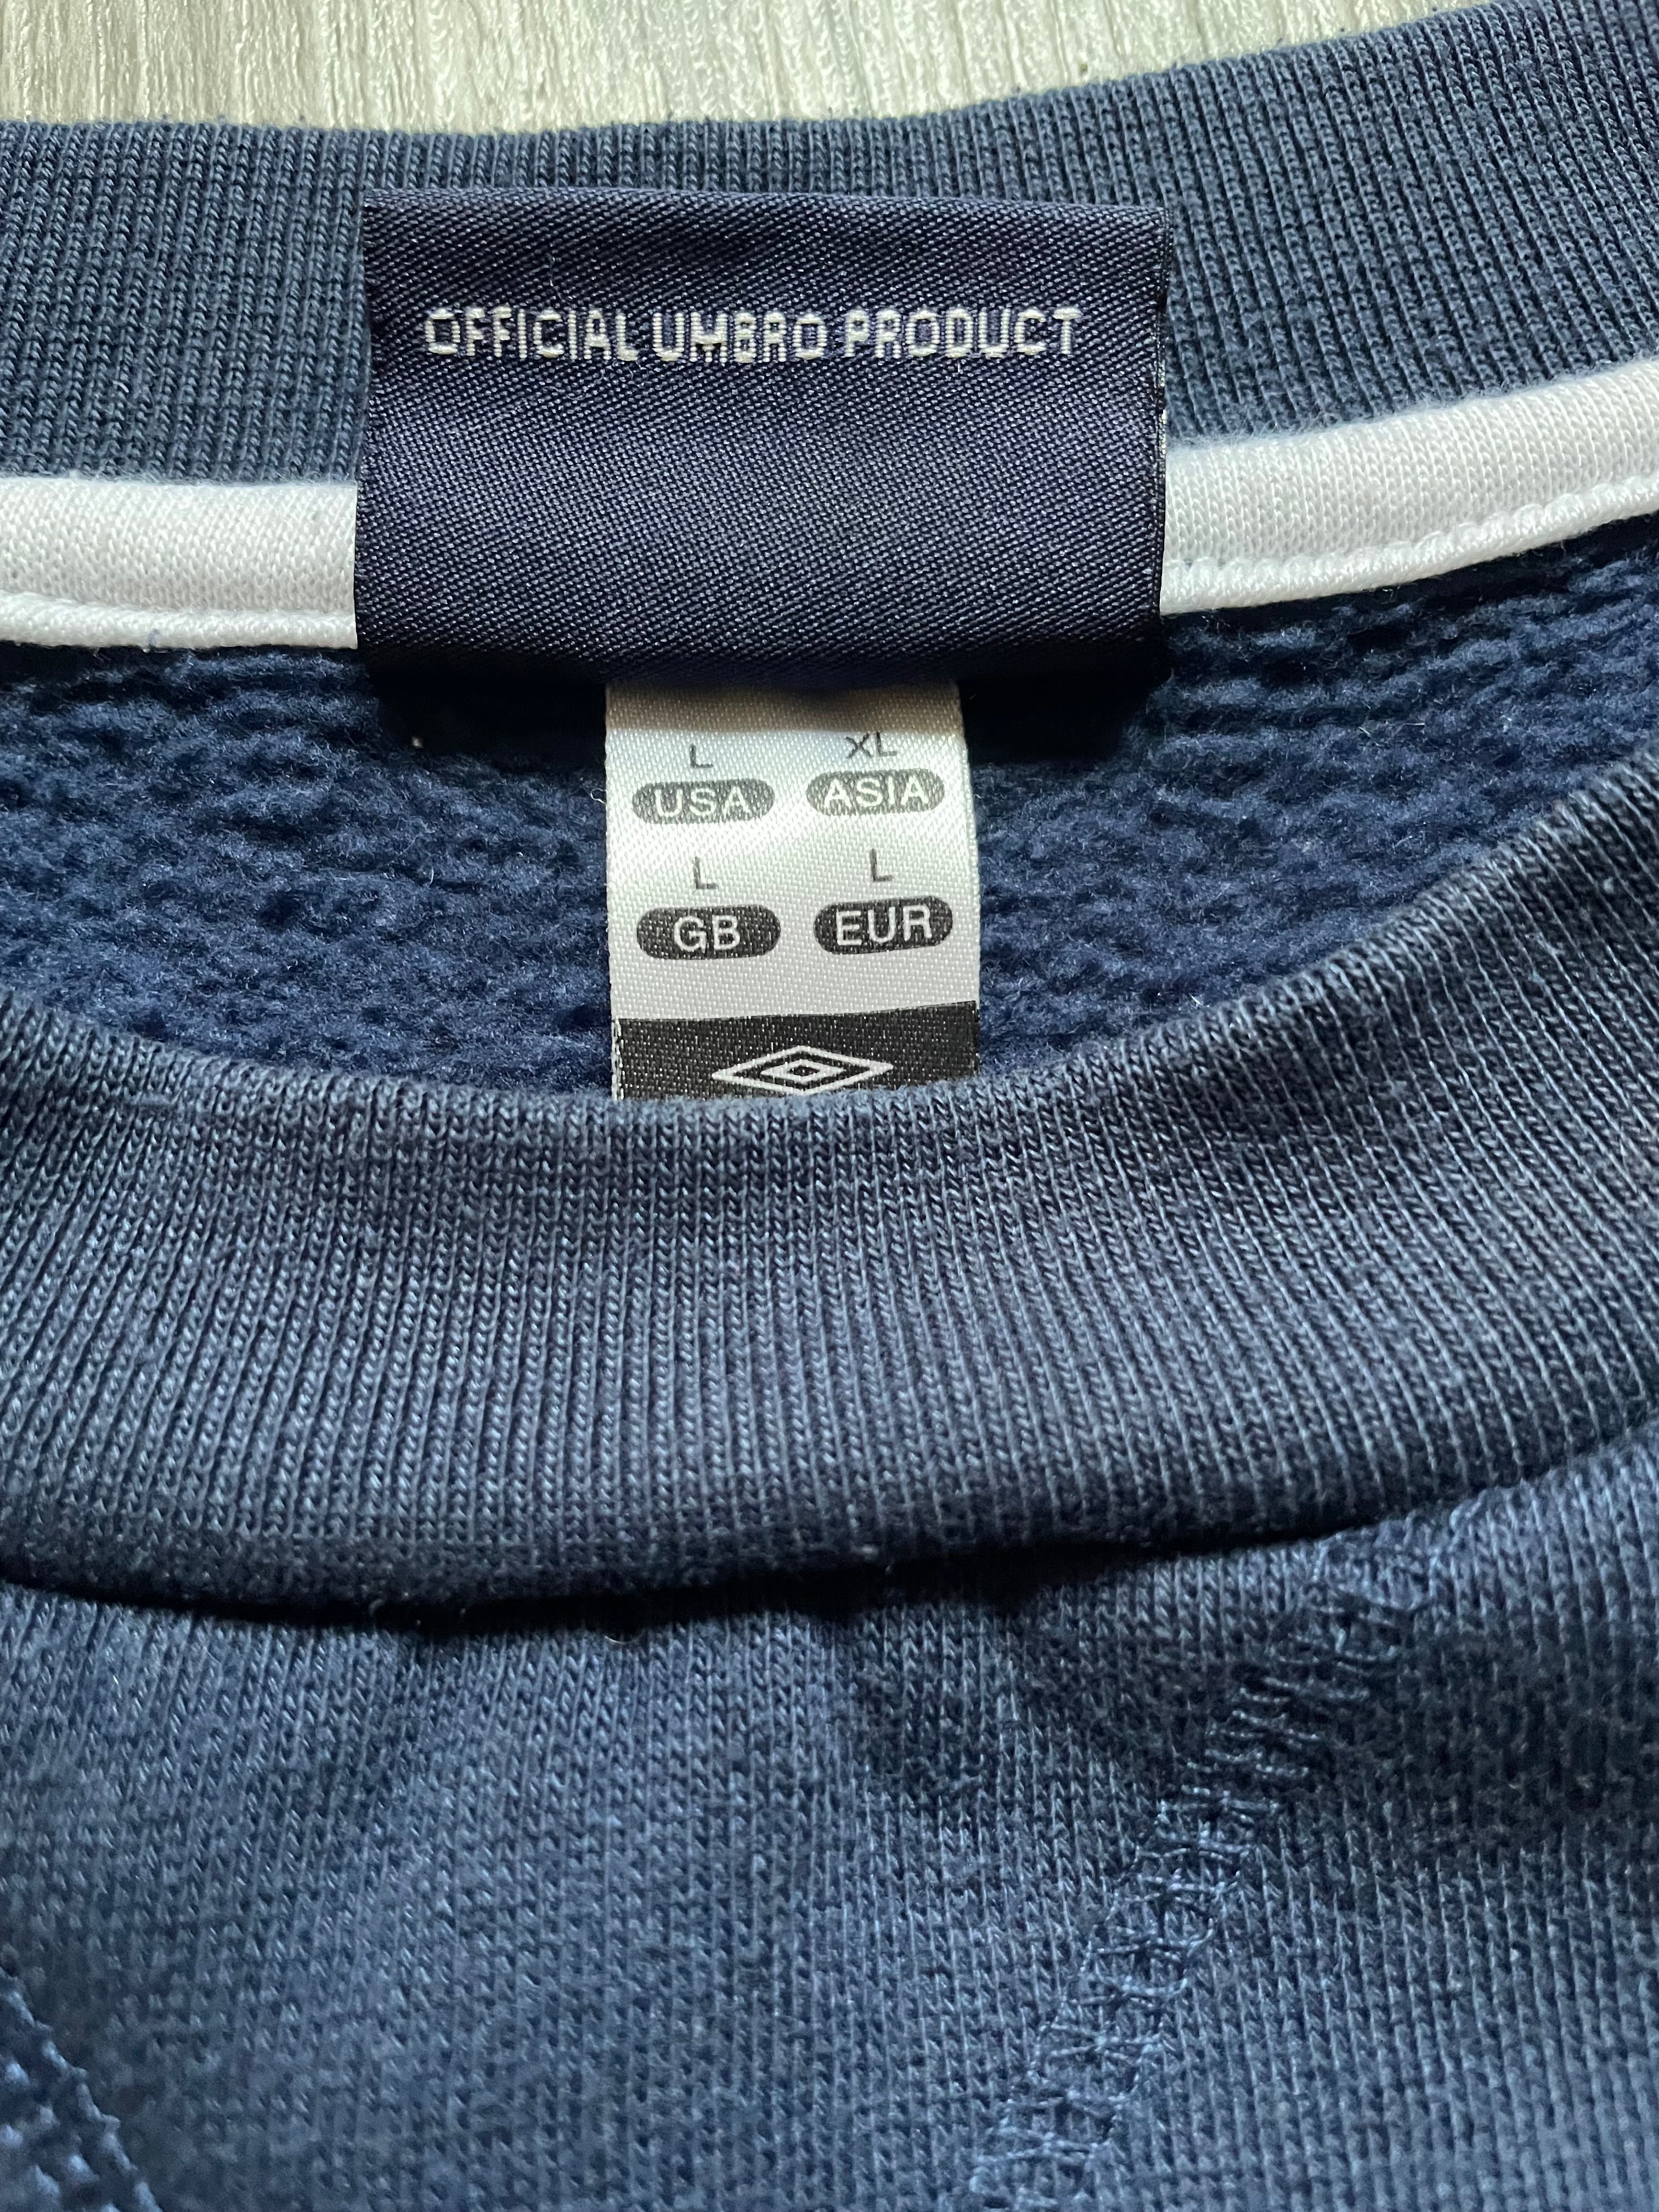 OFFICIAL UMBRO PRODUCT
L XL
USA ASIA
L L
GB EUR